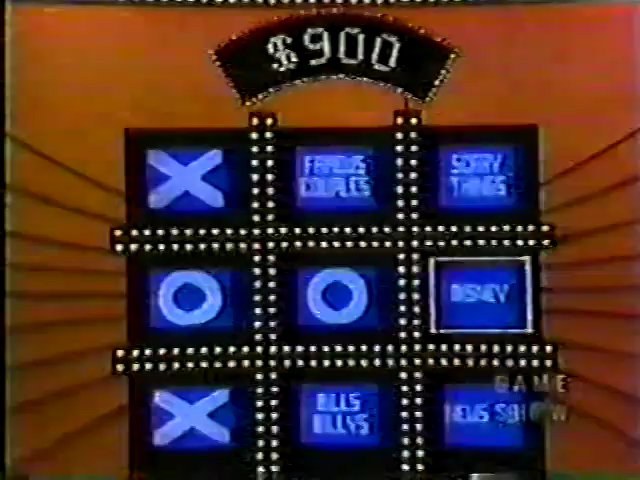 $900
X
FAMOUS
COUPLES
SCARY
THINGS
O
O
DISNEY
X
BILLS
BILLYS
NEWS
GAME
SHOW